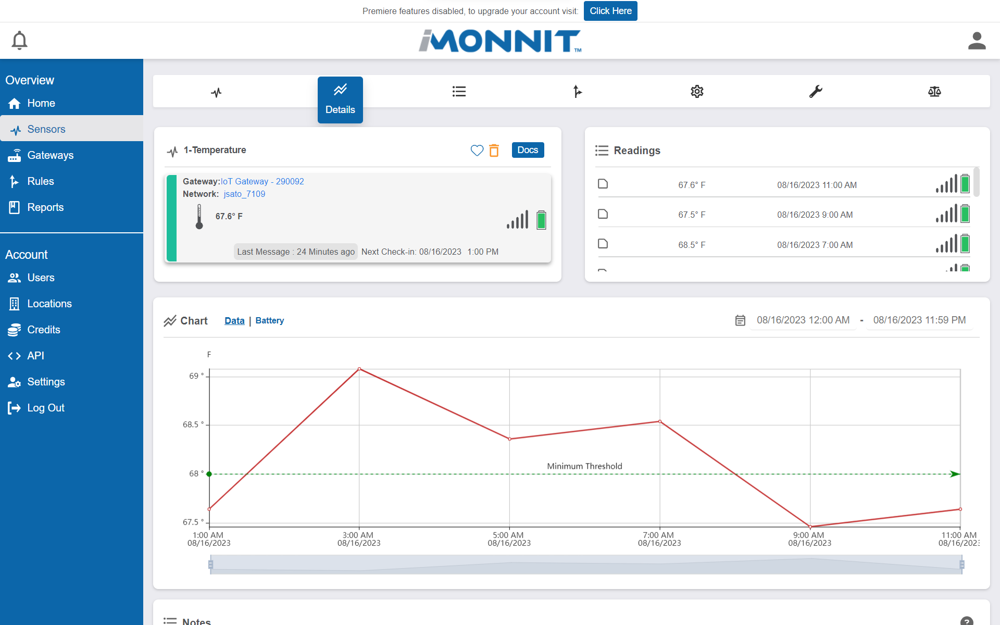 Premiere features disabled, to upgrade your account visit: Click Here
iMONNIT™
Overview
Home
Sensors
Gateways
Rules
Reports
Account
Users
Locations
Credits
API
Settings
Log Out
Details
1-Temperature
Docs
Gateway:IoT Gateway - 290092
Network: jsato_7109
67.6° F
Last Message : 24 Minutes ago Next Check-in: 08/16/2023 1:00 PM
Readings
67.6° F 08/16/2023 11:00 AM
67.5° F 08/16/2023 9:00 AM
68.5° F 08/16/2023 7:00 AM
Chart Data | Battery 08/16/2023 12:00 AM - 08/16/2023 11:59 PM
F
69 °
68.5 °
Minimum Threshold
68 °
67.5 °
1:00 AM 3:00 AM 5:00 AM 7:00 AM 9:00 AM 11:00 AM
08/16/2023 08/16/2023 08/16/2023 08/16/2023 08/16/2023 08/16/2023
Notes ?